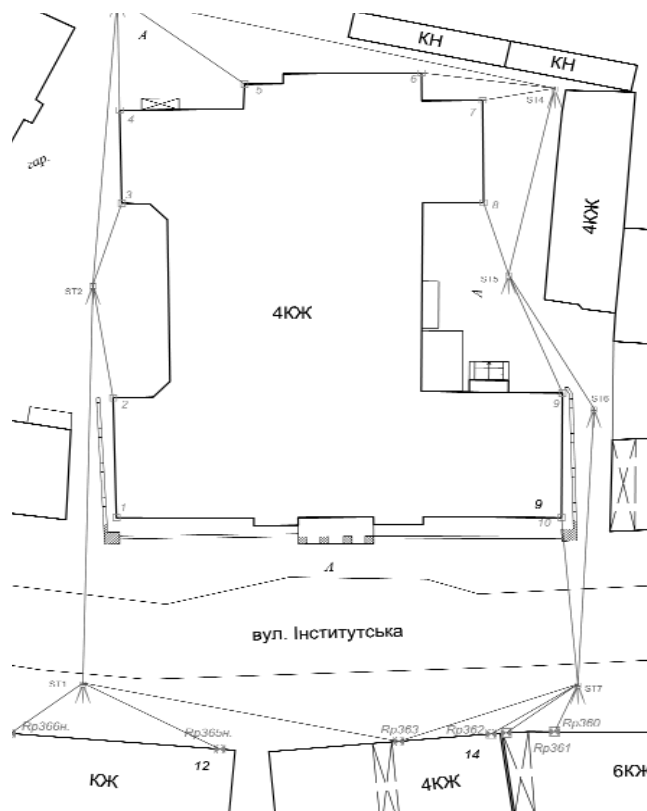 КН
КН
А
5
6
7
ST4
4
гар.
3
8
4КЖ
ST2
ST5
4КЖ
А
2
9
ST6
1
9
10
А
вул. Інститутська
ST1
ST7
Rp366н.
Rp365н.
Rp363
Rp362
Rp360
Rp361
12
14
КЖ
4КЖ
6КЖ